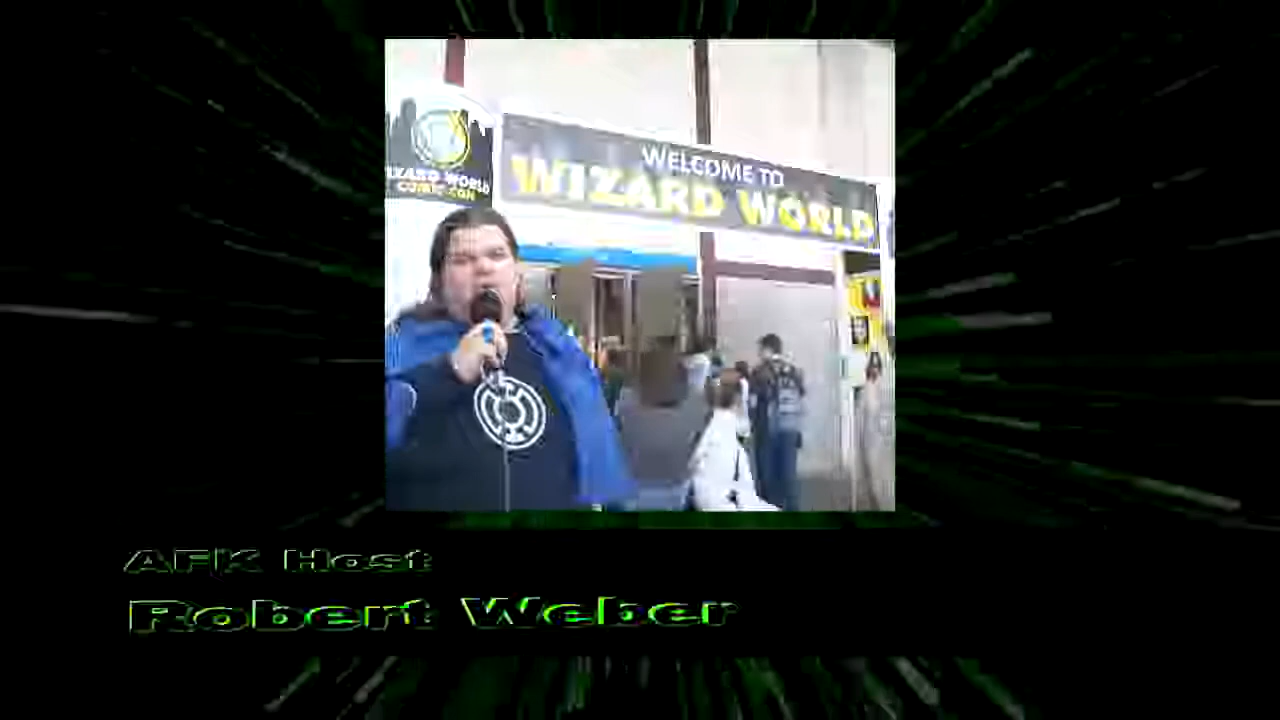 WELCOME TO
WIZARD WORLD
WIZARD WORLD
COMIC CON
AFK Host
Robert Weber